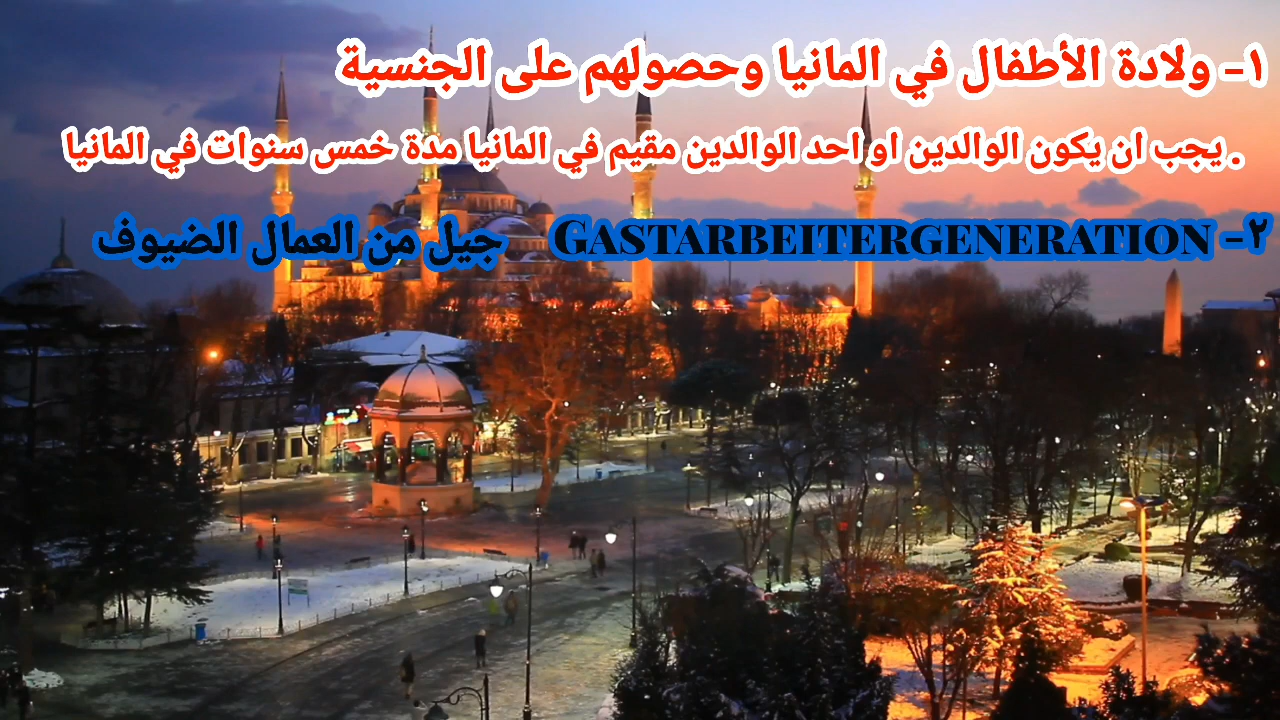 ١- ولادة الأطفال في المانيا وحصولهم على الجنسية
. يجب ان يكون الوالدين او احد الوالدين مقيم في المانيا مدة خمس سنوات في المانيا
٢- GASTARBEITERGENERATION جيل من العمال الضيوف